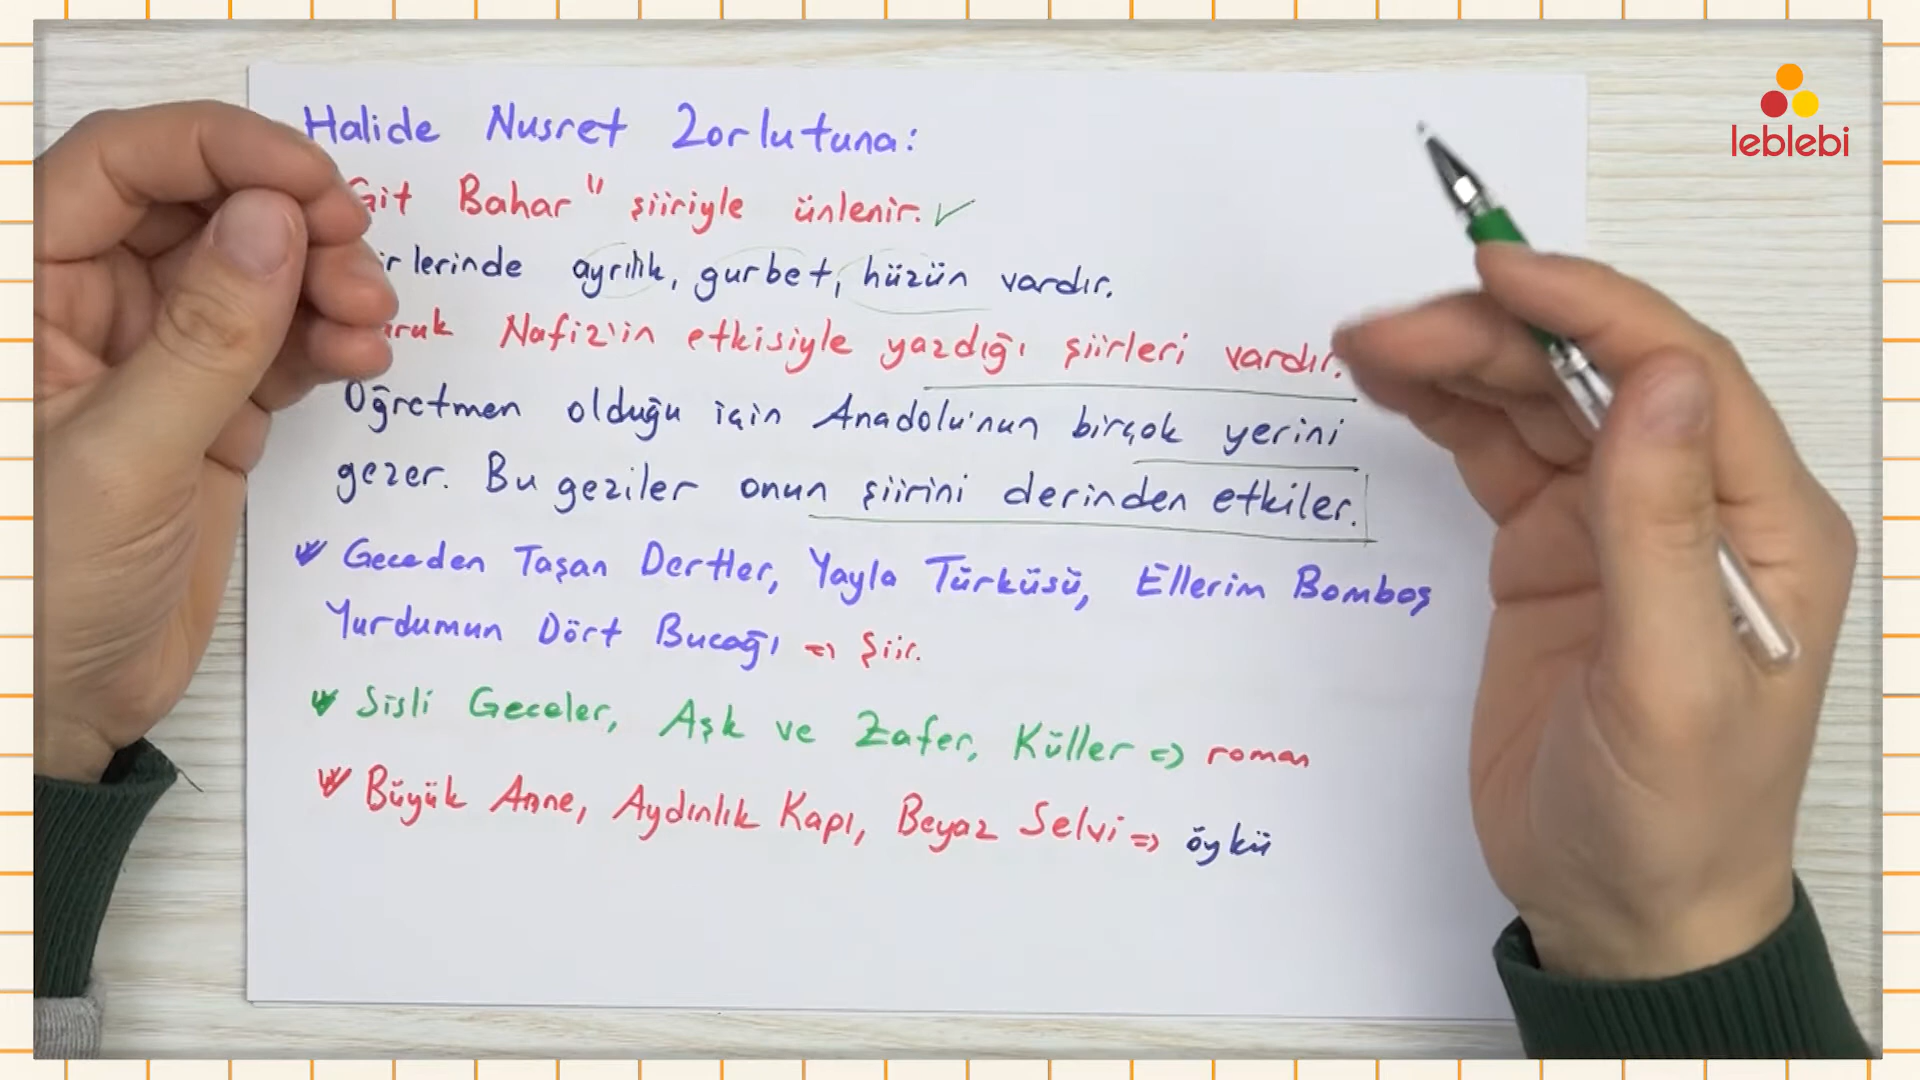 Halide Nusret Zorlutuna:
Git Bahar" şiiriyle ünlenir.
lerinde ayrılık, gurbet, hüzün vardır.
Nafiz'in etkisiyle yazdığı şiirleri vardır.
Öğretmen olduğu için Anadolu'nun birçok yerini
gezer. Bu geziler onun şiirini derinden etkiler.
Geceden Taşan Dertler, Yayla Türküsü, Ellerim Bomboş
Yurdumun Dört Bucağı => Şiir.
Sisli Geceler, Aşk ve Zafer, Küller => roman
Büyük Anne, Aydınlık Kapı, Beyaz Selvi => öykü
leblebi